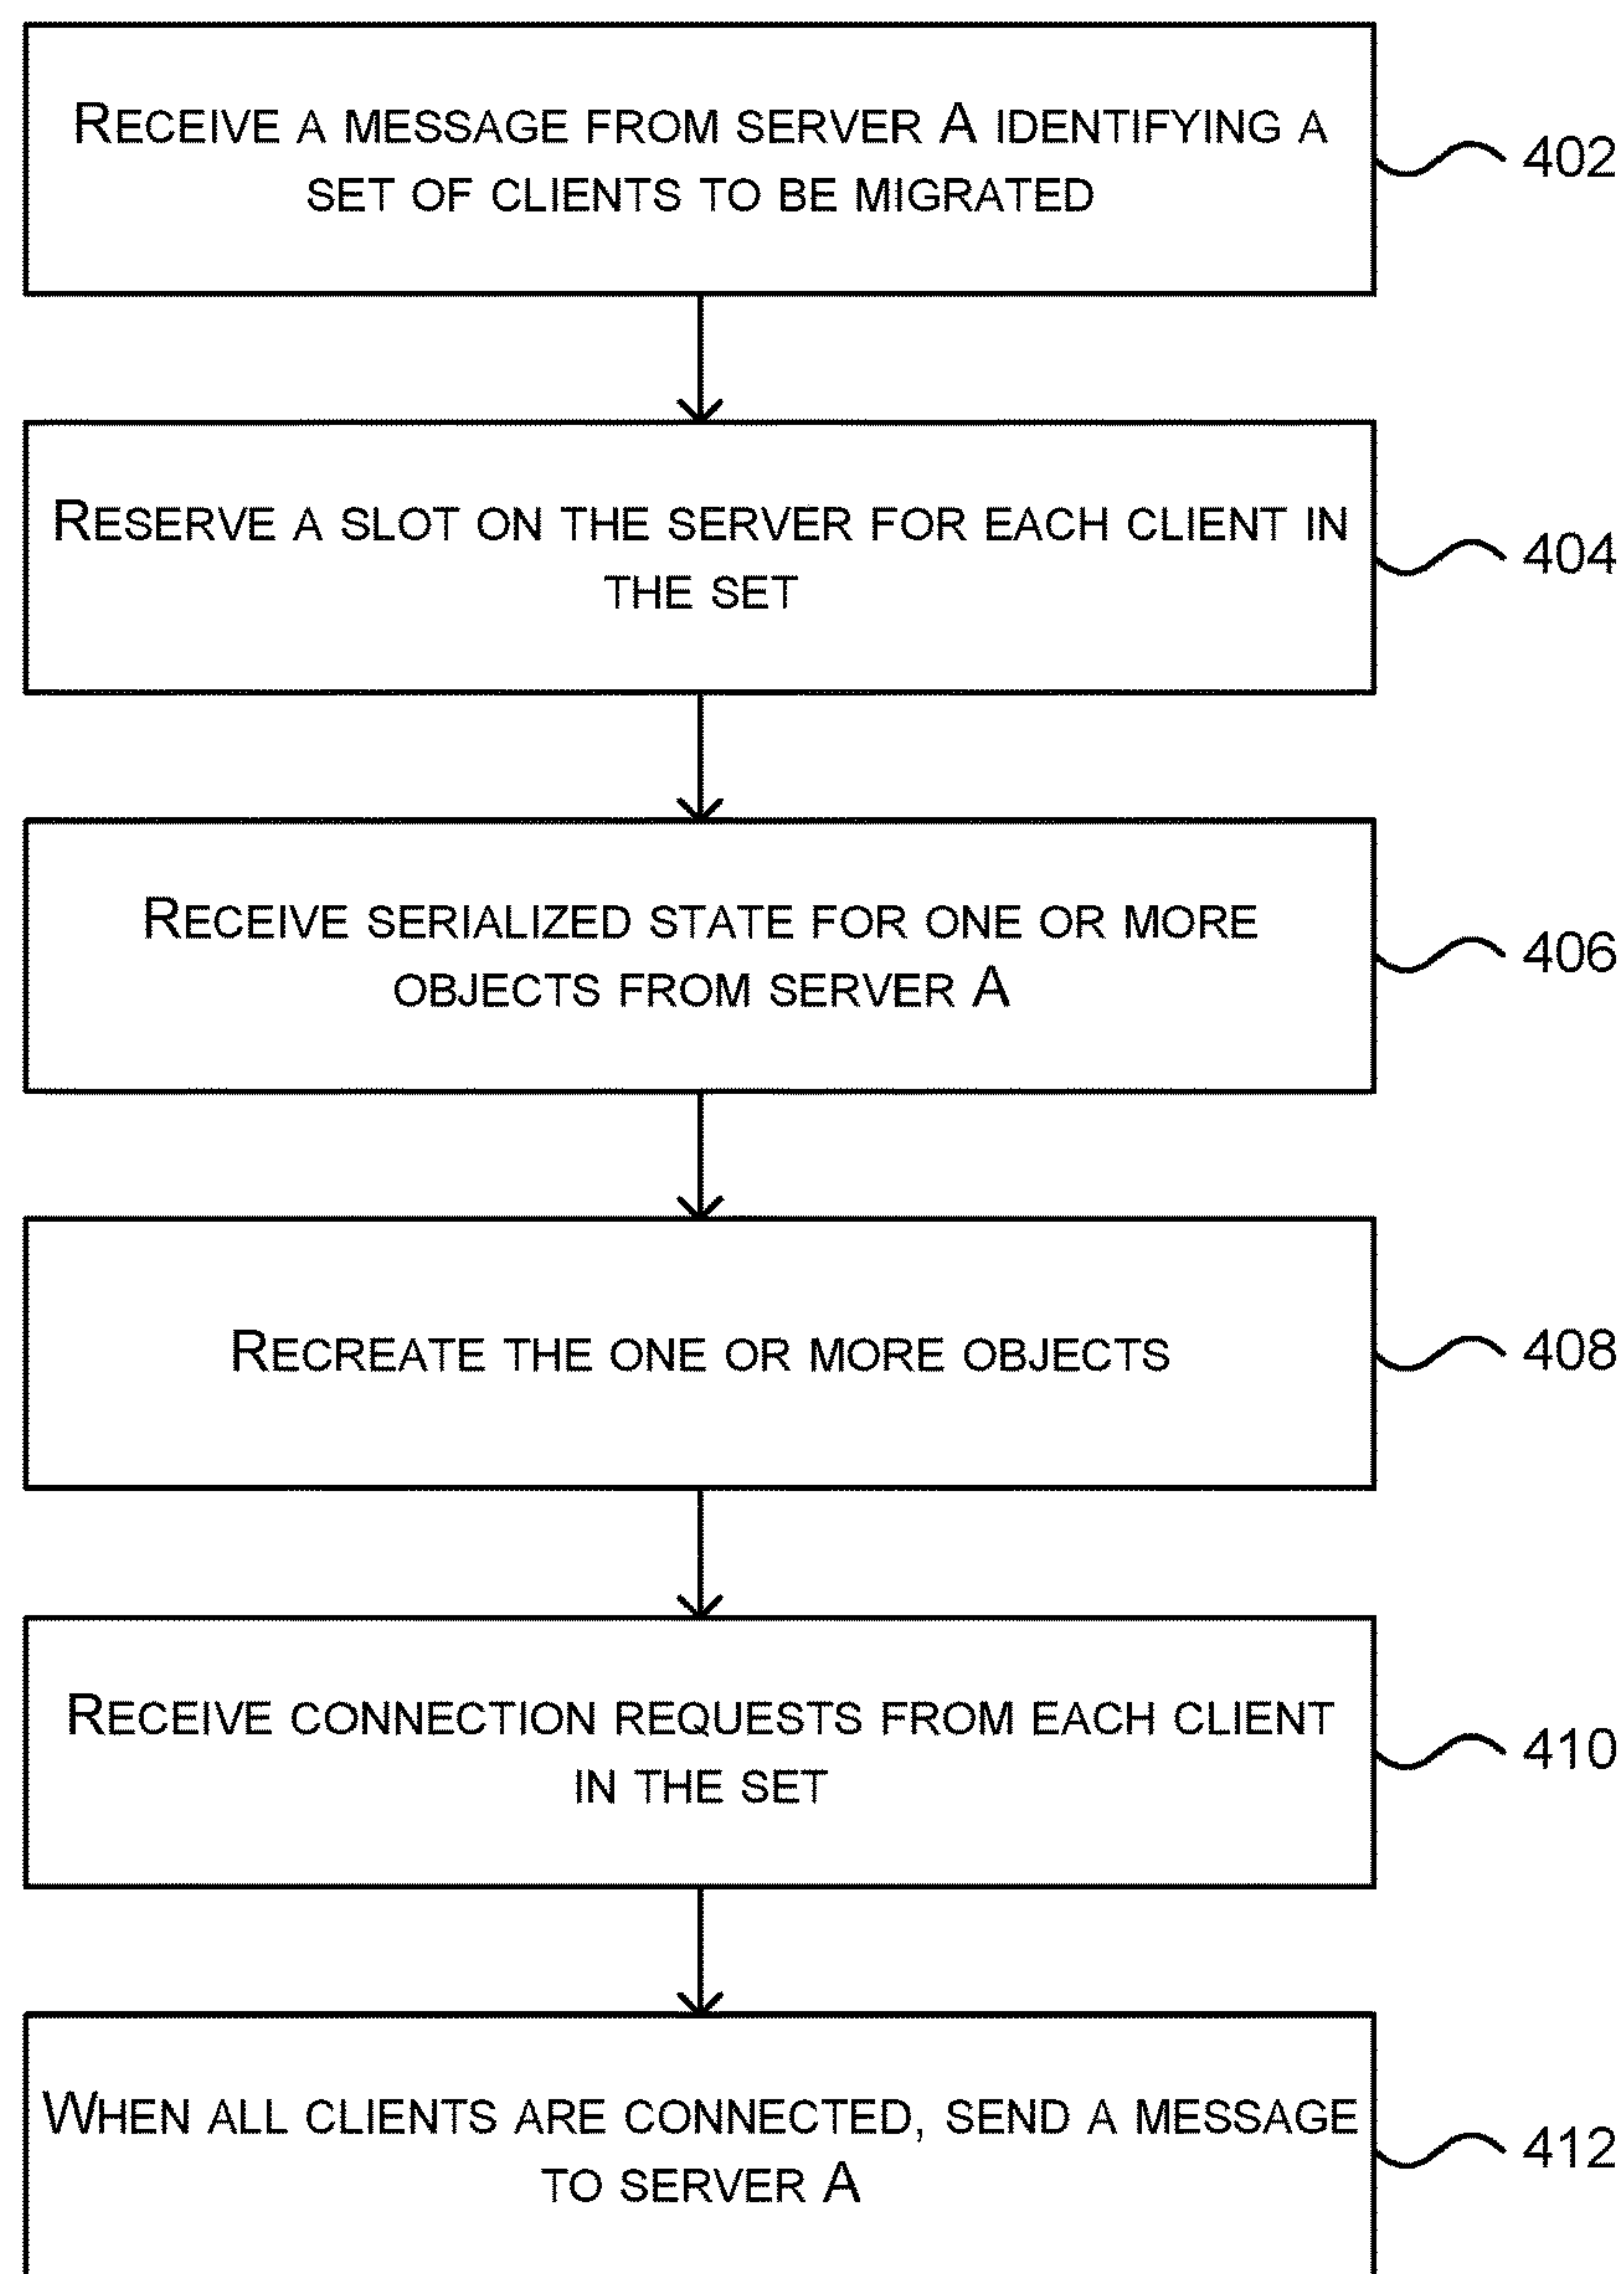 RECEIVE A MESSAGE FROM SERVER A IDENTIFYING A
SET OF CLIENTS TO BE MIGRATED
402
RESERVE A SLOT ON THE SERVER FOR EACH CLIENT IN
THE SET
404
RECEIVE SERIALIZED STATE FOR ONE OR MORE
OBJECTS FROM SERVER A
406
RECREATE THE ONE OR MORE OBJECTS
408
RECEIVE CONNECTION REQUESTS FROM EACH CLIENT
IN THE SET
410
WHEN ALL CLIENTS ARE CONNECTED, SEND A MESSAGE
TO SERVER A
412